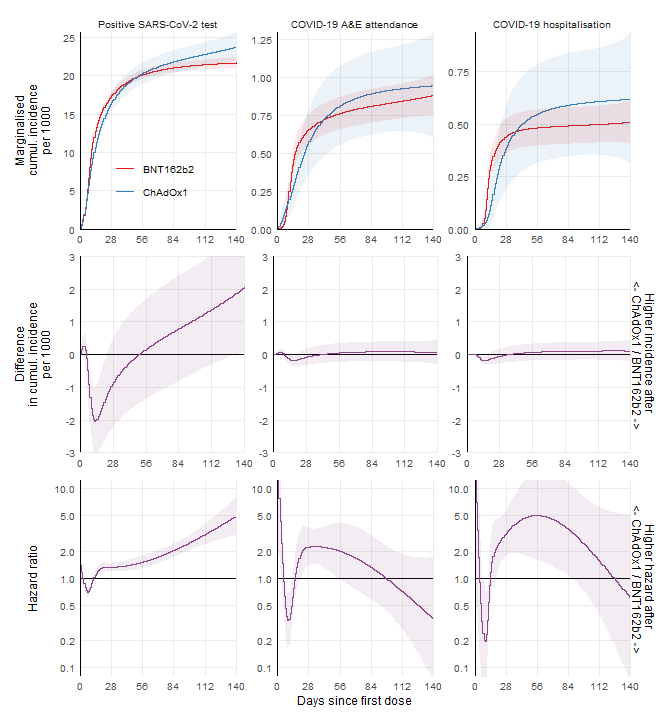 Positive SARS-CoV-2 test
COVID-19 A&E attendance
COVID-19 hospitalisation
Marginalised
cumul. incidence
per 1000
25
20
15
10
5
0
BNT162b2
ChAdOx1
0 28 56 84 112 140
1.25
1.00
0.75
0.50
0.25
0.00
0 28 56 84 112 140
0.75
0.50
0.25
0.00
0 28 56 84 112 140
Difference
in cumul. incidence
per 1000
3
2
1
0
-1
-2
-3
0 28 56 84 112 140
3
2
1
0
-1
-2
-3
0 28 56 84 112 140
3
2
1
0
-1
-2
-3
0 28 56 84 112 140
Higher incidence after
<- ChAdOx1 / BNT162b2 ->
Hazard ratio
10.0
5.0
2.0
1.0
0.5
0.2
0.1
0 28 56 84 112 140
10.0
5.0
2.0
1.0
0.5
0.2
0.1
0 28 56 84 112 140
10.0
5.0
2.0
1.0
0.5
0.2
0.1
0 28 56 84 112 140
Higher hazard after
<- ChAdOx1 / BNT162b2 ->
Days since first dose